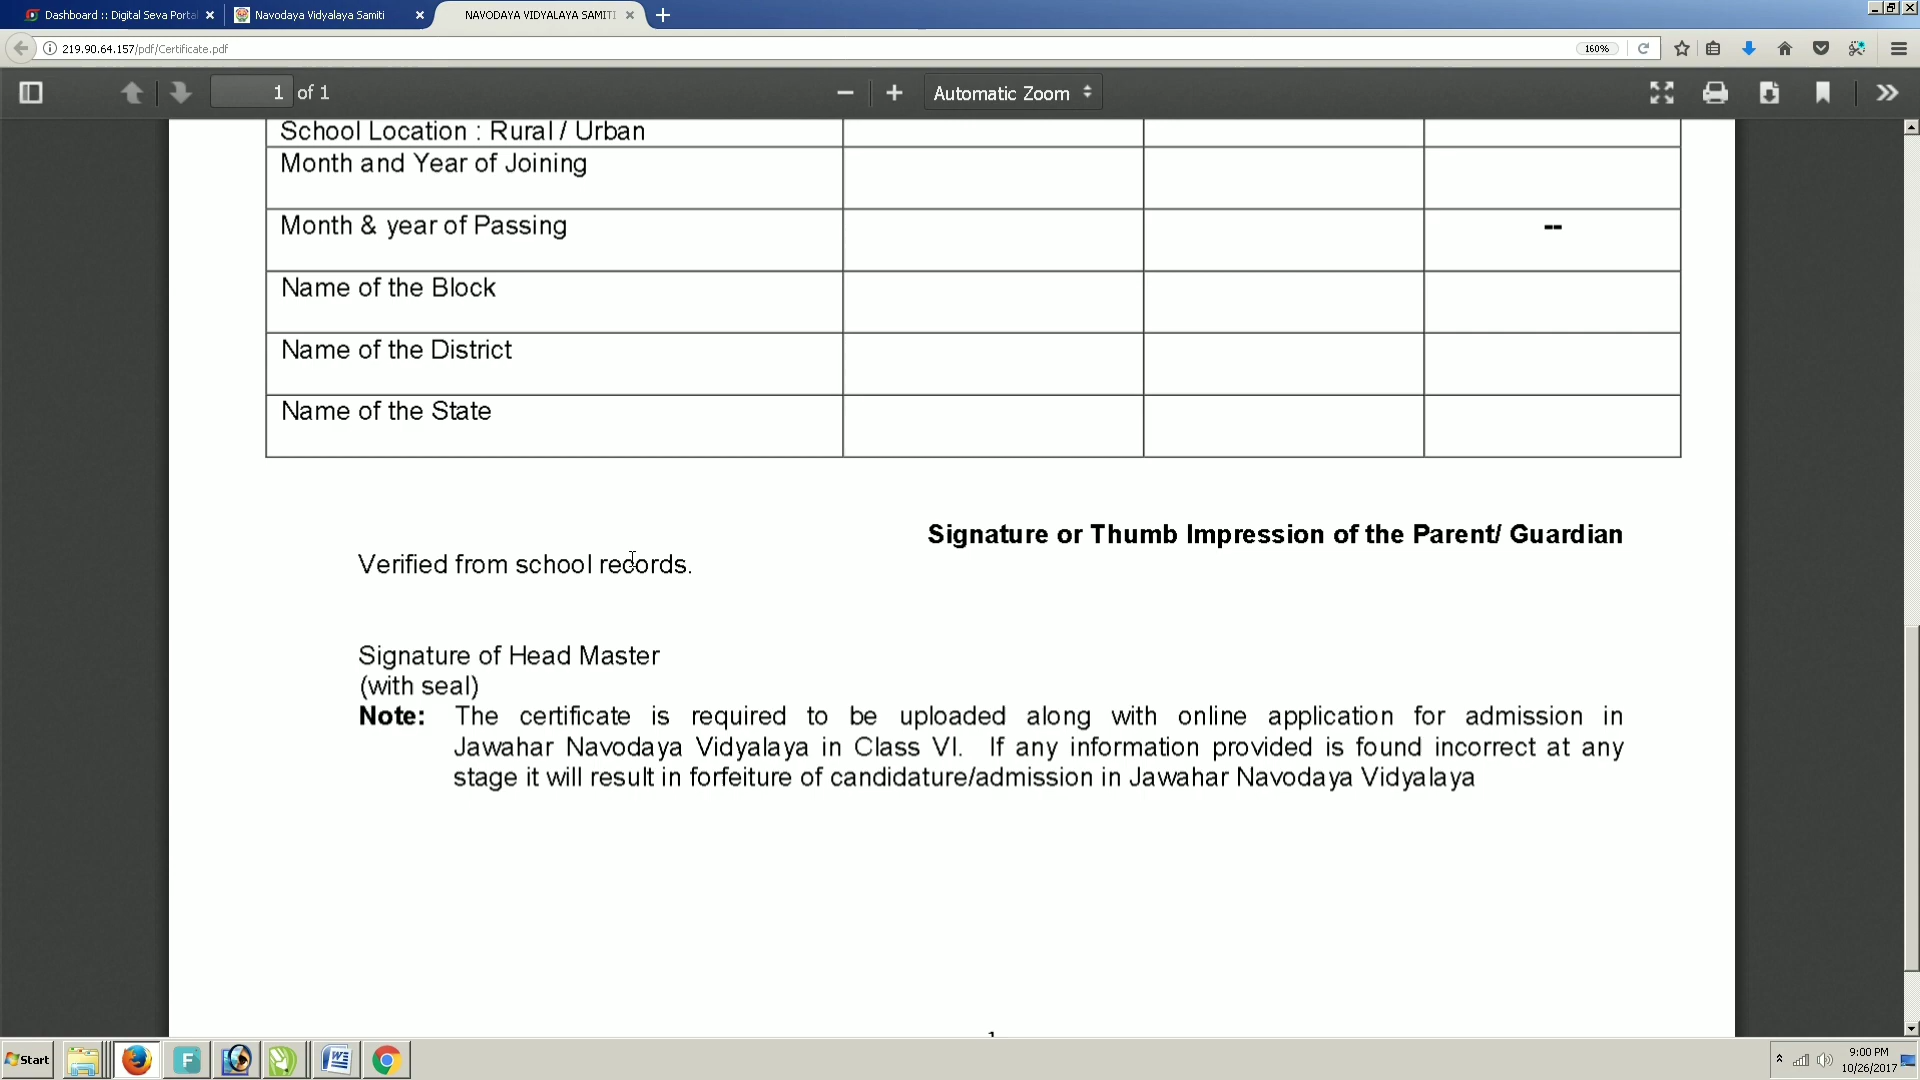 Dashboard :: Digital Seva Porta
Navodaya Vidyalaya Samiti
NAVODAYA VIDYALAYA SAMITI
219.90.64.157/pdf/Certificate.pdf
160%
1 of 1
Automatic Zoom
School Location : Rural / Urban
Month and Year of Joining
Month & year of Passing
--
Name of the Block
Name of the District
Name of the State
Signature or Thumb Impression of the Parent/ Guardian
Verified from school records.
Signature of Head Master
(with seal)
Note: The certificate is required to be uploaded along with online application for admission in
Jawahar Navodaya Vidyalaya in Class VI. If any information provided is found incorrect at any
stage it will result in forfeiture of candidature/admission in Jawahar Navodaya Vidyalaya
1
Start
F
W
9:00 PM
10/26/2017